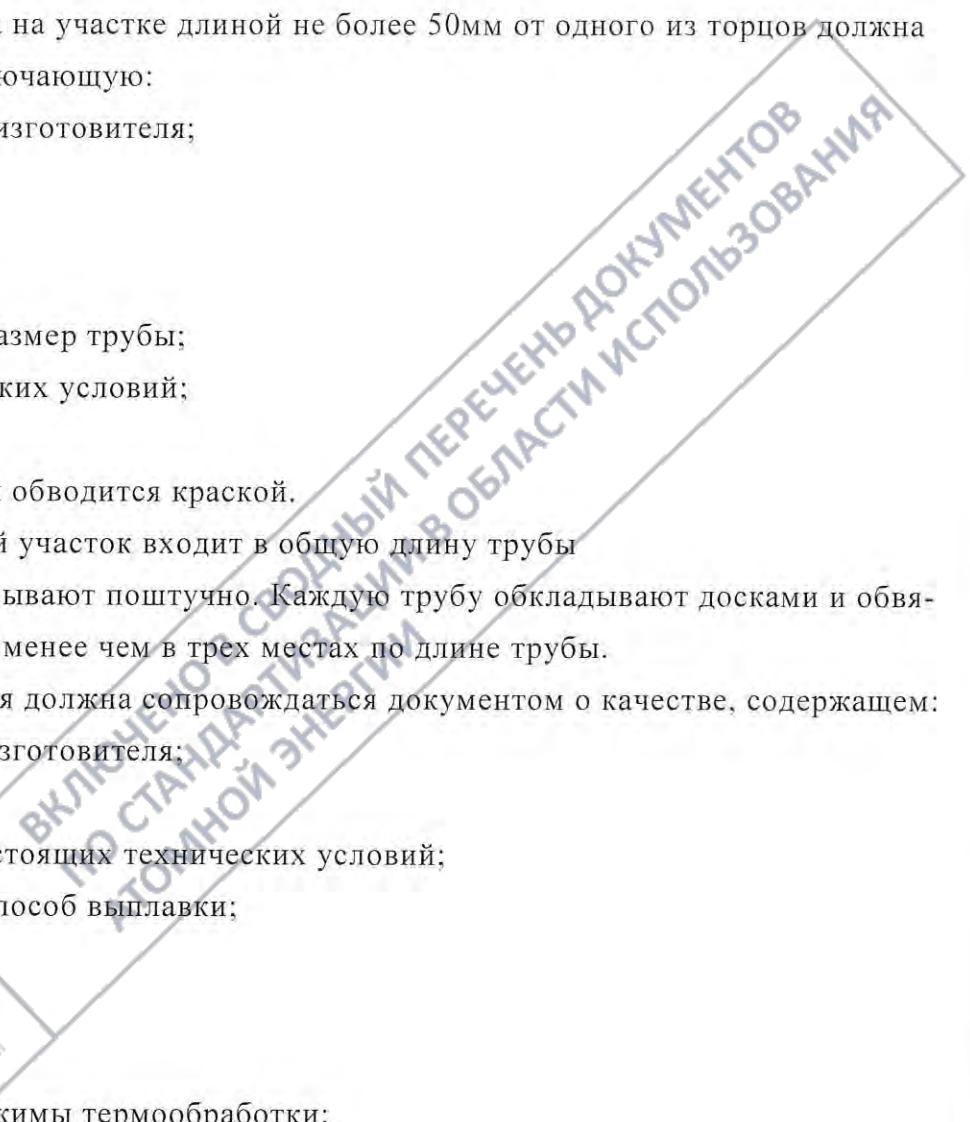 на участке длиной не более 50мм от одного из торцов должна
ючающую:
изготовителя;
азмер трубы;
ких условий;
обводится краской.
й участок входит в общую длину трубы
ывают поштучно. Каждую трубу обкладывают досками и обвя-
менее чем в трех местах по длине трубы.
я должна сопровождаться документом о качестве, содержащем:
зготовителя;
стоящих технических условий;
пособ выплавки;
жимы термообработки;
ВКЛЮЧЕНО В СВОДНЫЙ ПЕРЕЧЕНЬ ДОКУМЕНТОВ
ПО СТАНДАРТИЗАЦИИ В ОБЛАСТИ ИСПОЛЬЗОВАНИЯ
АТОМНОЙ ЭНЕРГИИ